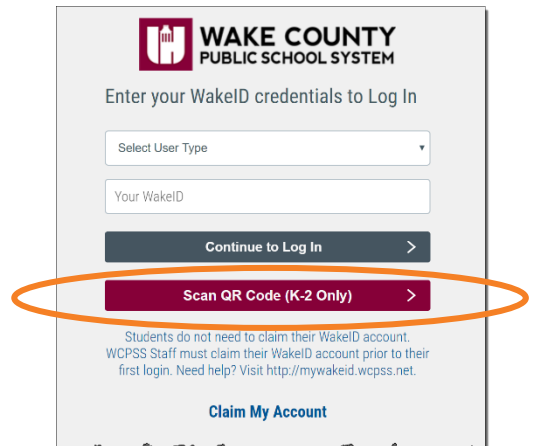 WAKE COUNTY
PUBLIC SCHOOL SYSTEM
Enter your WakeID credentials to Log In
Select User Type
Your WakeID
Continue to Log In
Scan QR Code (K-2 Only)
Students do not need to claim their WakeID account.
WCPSS Staff must claim their WakeID account prior to their
first login. Need help? Visit http://mywakeid.wcpss.net.
Claim My Account